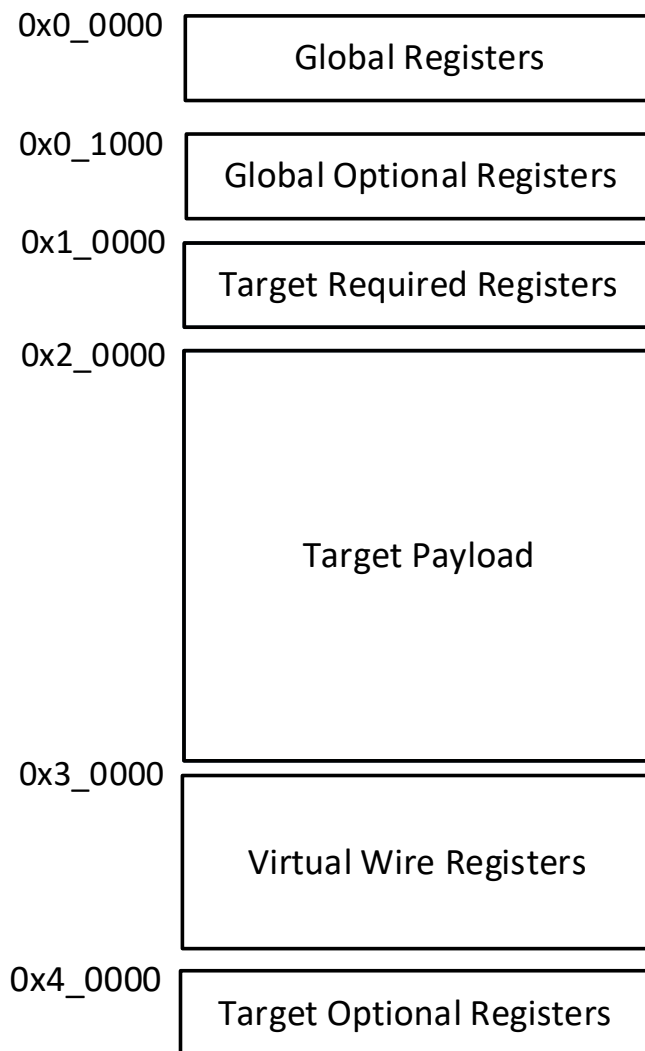 0x0_0000
Global Registers
0x0_1000
Global Optional Registers
0x1_0000
Target Required Registers
0x2_0000
Target Payload
0x3_0000
Virtual Wire Registers
0x4_0000
Target Optional Registers